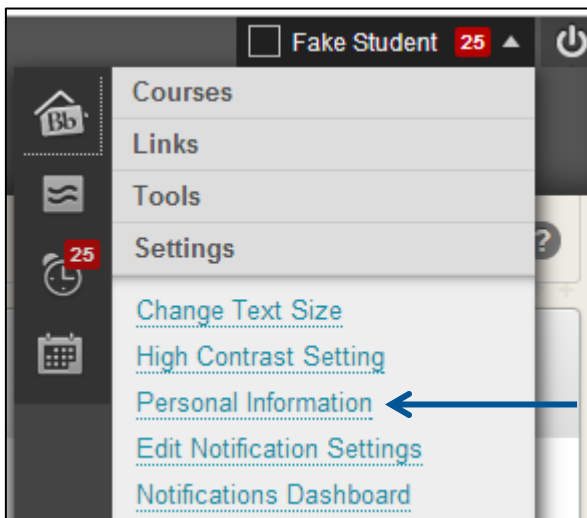 Fake Student 25
Bb
Courses
Links
Tools
Settings
25
?
Change Text Size
High Contrast Setting
Personal Information
Edit Notification Settings
Notifications Dashboard